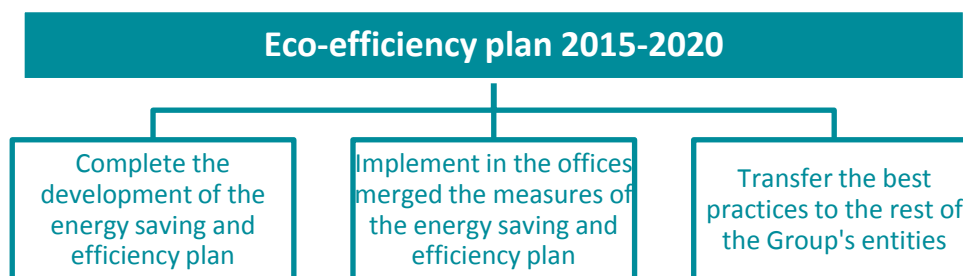 Eco-efficiency plan 2015-2020
Complete the
development of the
energy saving and
efficiency plan
Implement in the offices
merged the measures of
the energy saving and
efficiency plan
Transfer the best
practices to the rest of
the Group's entities